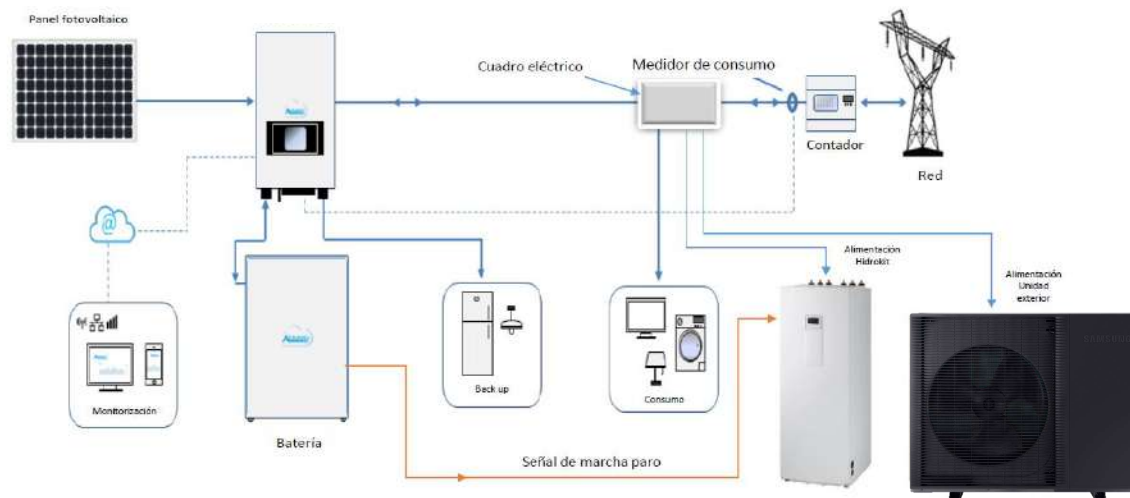 Panel fotovoltaico
Cuadro eléctrico
Medidor de consumo
Contador
Red
@
Alimentación
Hidrokit
Alimentación
Unidad
exterior
Monitorización
Batería
Back up
Consumo
Señal de marcha paro
SAMSUNG